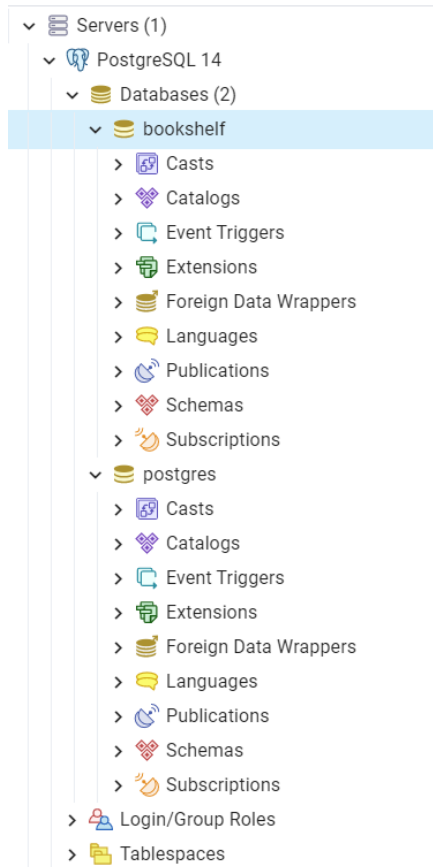 Servers (1)
PostgreSQL 14
Databases (2)
bookshelf
Casts
Catalogs
Event Triggers
Extensions
Foreign Data Wrappers
Languages
Publications
Schemas
Subscriptions
postgres
Casts
Catalogs
Event Triggers
Extensions
Foreign Data Wrappers
Languages
Publications
Schemas
Subscriptions
Login/Group Roles
Tablespaces